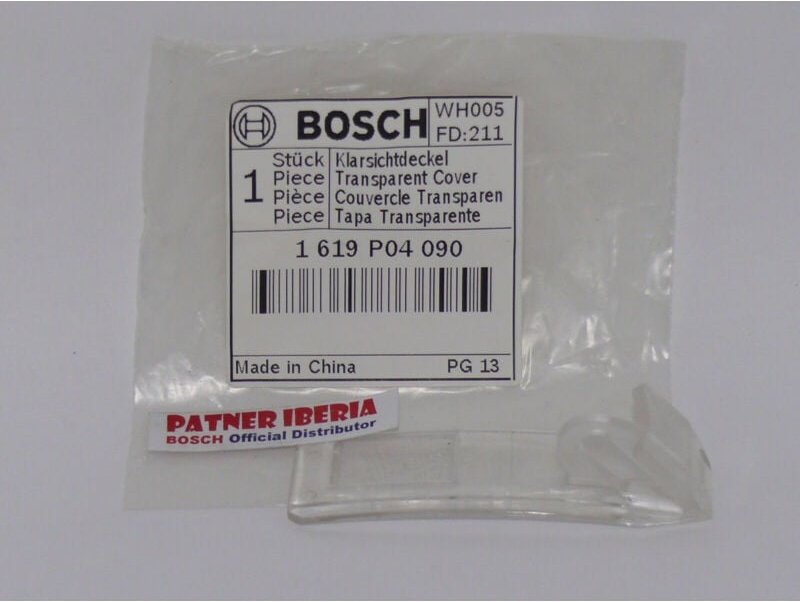 BOSCH
WH005
FD:211
1
Stück Klarsichtdeckel
Piece Transparent Cover
Pièce Couvercle Transparen
Piece Tapa Transparente
1 619 P04 090
Made in China PG 13
PATNER IBERIA
BOSCH Official Distributor